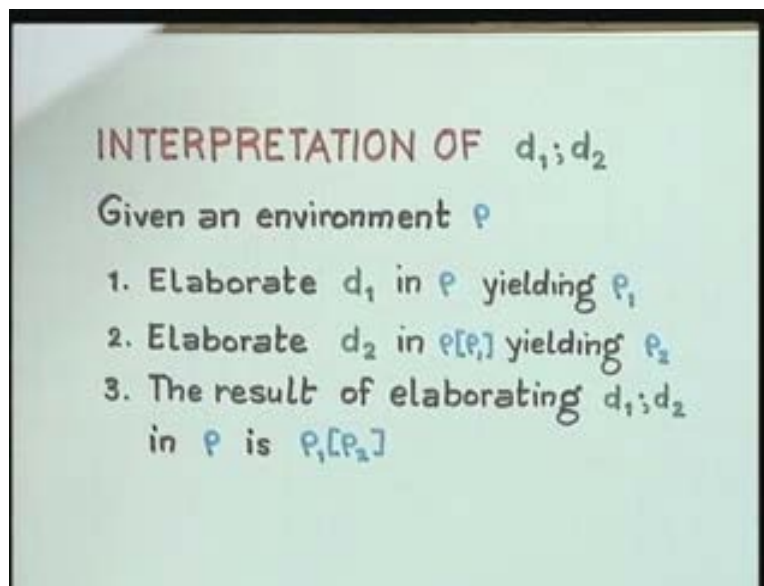 INTERPRETATION OF d₁;d₂
Given an environment ρ
1. Elaborate d₁ in ρ yielding ρ₁
2. Elaborate d₂ in ρ[ρ₁] yielding ρ₂
3. The result of elaborating d₁;d₂
in ρ is ρ₁[ρ₂]